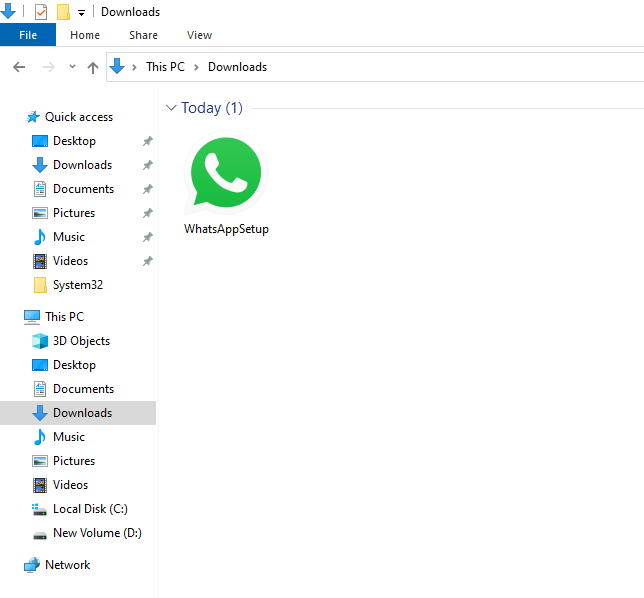 Downloads
File Home Share View
This PC Downloads
Today (1)
WhatsAppSetup
Quick access
Desktop
Downloads
Documents
Pictures
Music
Videos
System32
This PC
3D Objects
Desktop
Documents
Downloads
Music
Pictures
Videos
Local Disk (C:)
New Volume (D:)
Network